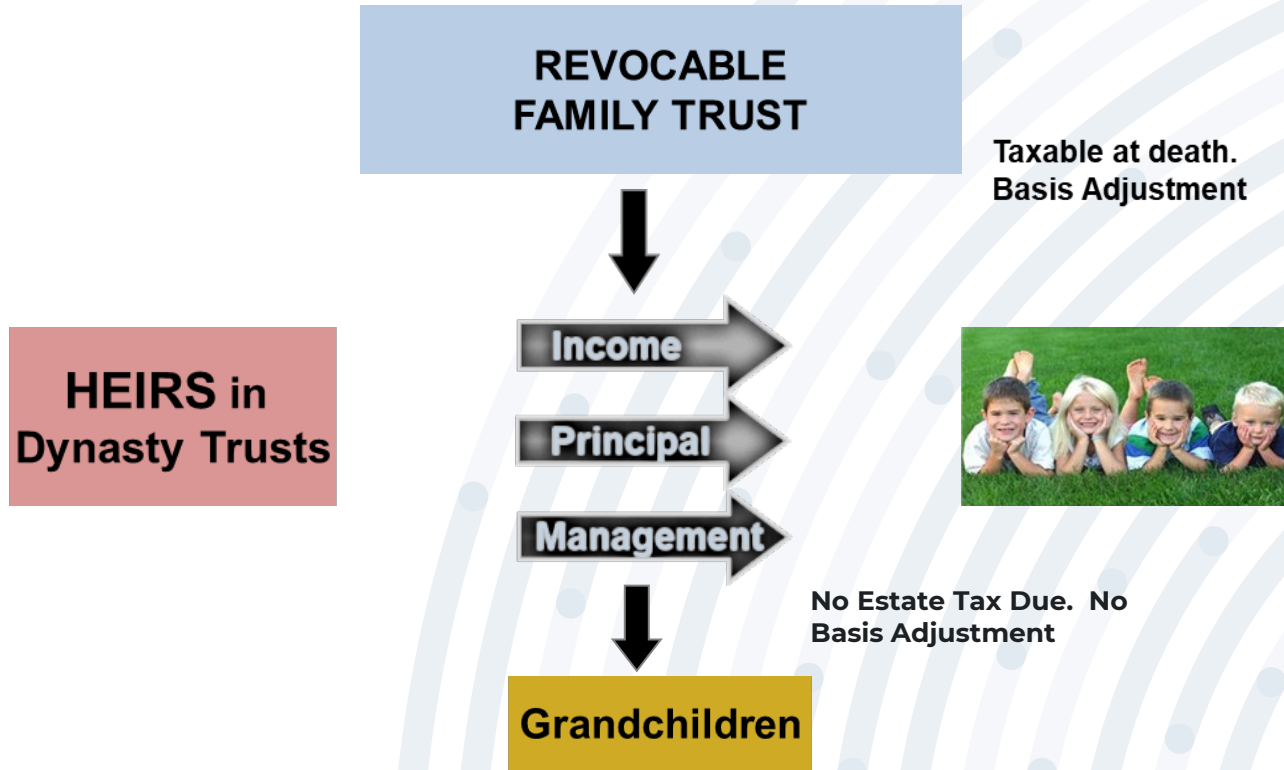 REVOCABLE
FAMILY TRUST
Taxable at death.
Basis Adjustment
HEIRS in
Dynasty Trusts
Income
Principal
Management
No Estate Tax Due.  No
Basis Adjustment
Grandchildren